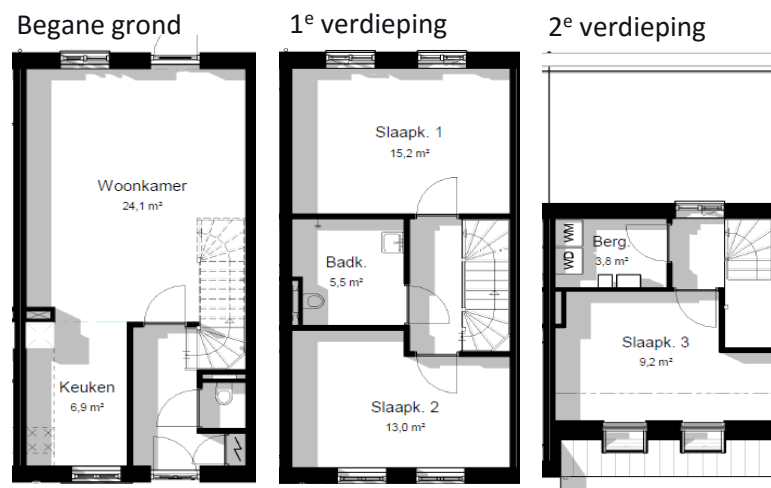 Begane grond
1e verdieping
2e verdieping
Woonkamer
24,1 m²
Keuken
6,9 m²
Slaapk. 1
15,2 m²
Badk.
5,5 m²
Slaapk. 2
13,0 m²
WM
WD
Berg.
3,8 m²
Slaapk. 3
9,2 m²